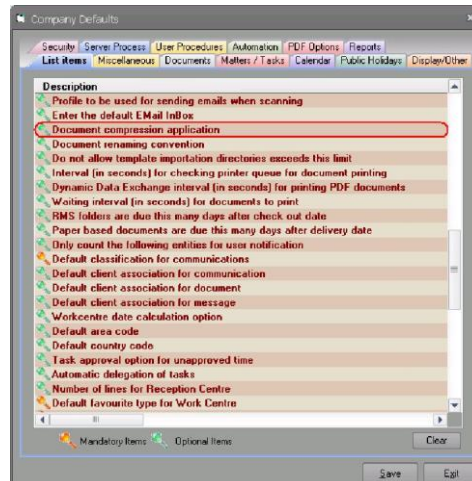 Company Defaults
Security Server Process User Procedures Automation PDF Options Reports
List items Miscellaneous Documents Matters / Tasks Calendar Public Holidays Display/Other
Description
Profile to be used for sending emails when scanning
Enter the default EMail InBox
Document compression application
Document renaming convention
Do not allow template importation directories exceeds this limit
Interval (in seconds) for checking printer queue for document printing
Dynamic Data Exchange interval (in seconds) for printing PDF documents
Waiting interval (in seconds) for documents to print
RMS folders are due this many days after check out date
Paper based documents are due this many days after delivery date
Only count the following entities for user notification
Default classification for communications
Default client association for communication
Default client association for document
Default client association for message
Workcentre date calculation option
Default area code
Default country code
Task approval option for unapproved time
Automatic delegation of tasks
Number of lines for Reception Centre
Default favourite type for Work Centre
Mandatory Items Optional Items Clear
Save Exit